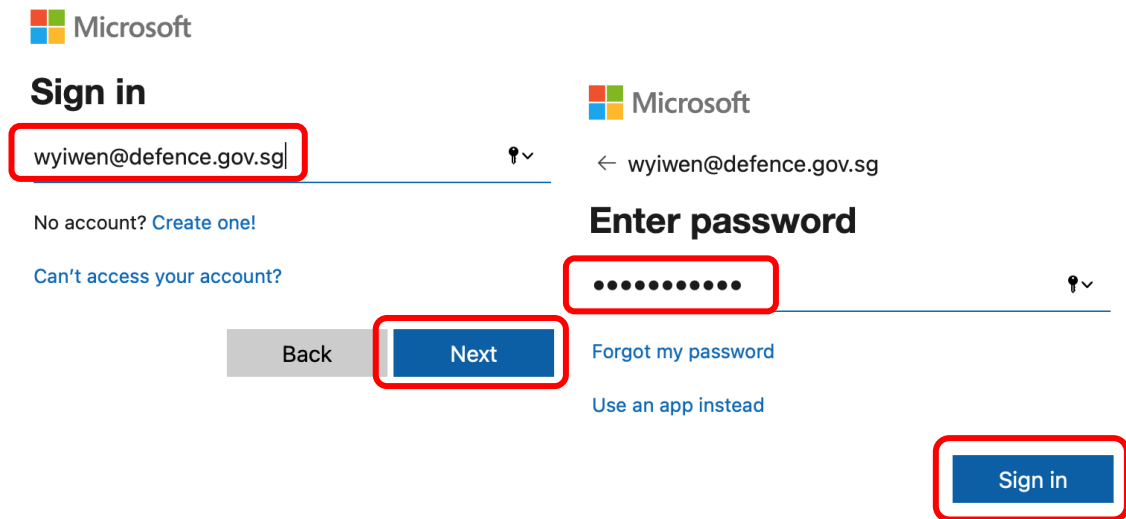 Microsoft
Sign in
wyiwen@defence.gov.sg
No account? Create one!
Can't access your account?
Back
Next
Microsoft
← wyiwen@defence.gov.sg
Enter password
●●●●●●●●●●●
Forgot my password
Use an app instead
Sign in